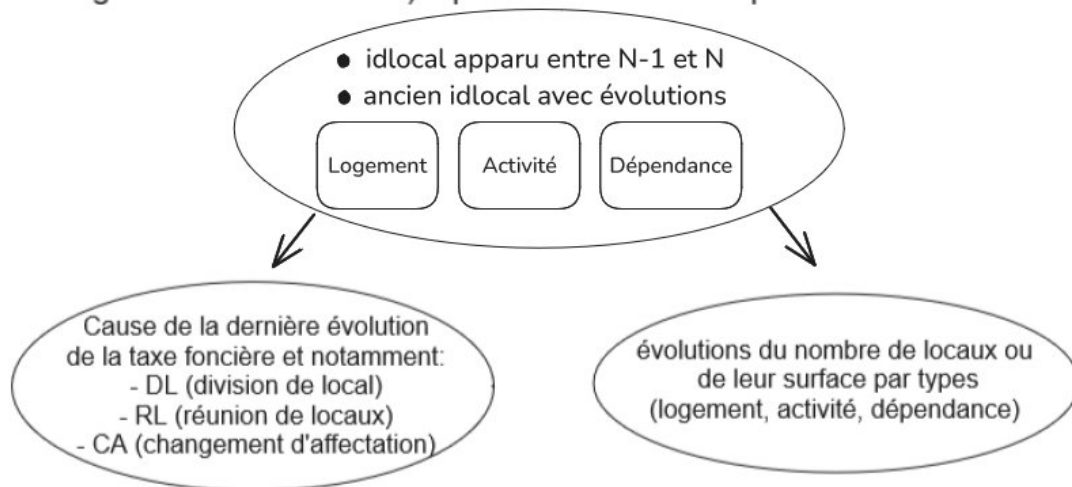 ● idlocal apparu entre N-1 et N
● ancien idlocal avec évolutions
Logement
Activité
Dépendance
Cause de la dernière évolution
de la taxe foncière et notamment:
- DL (division de local)
- RL (réunion de locaux)
- CA (changement d'affectation)
évolutions du nombre de locaux ou
de leur surface par types
(logement, activité, dépendance)